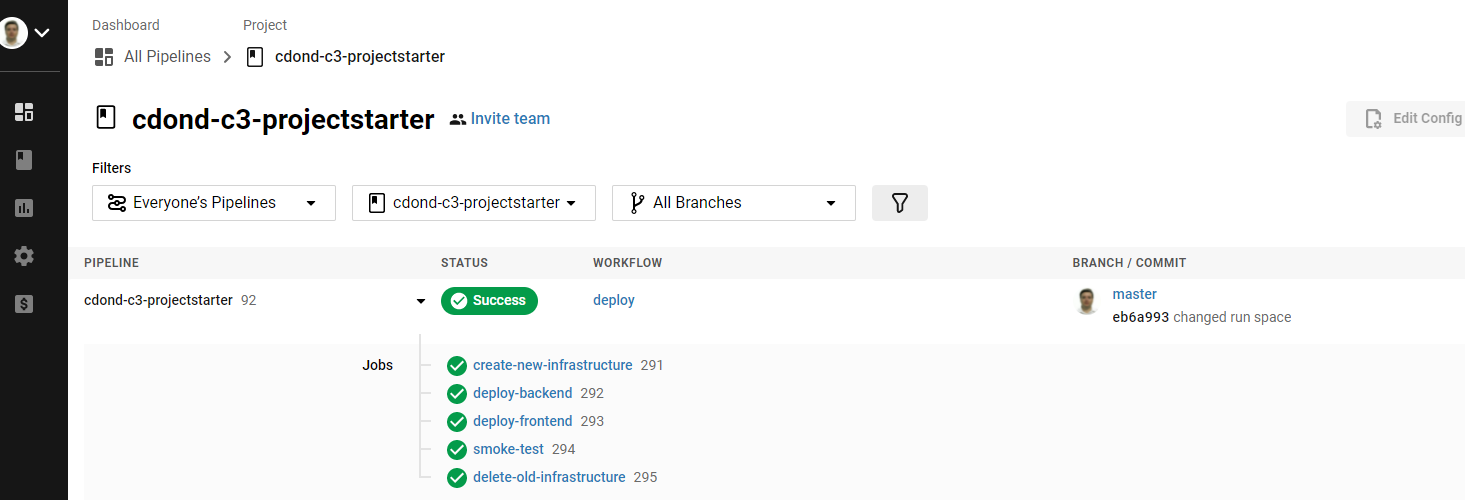 Dashboard Project
All Pipelines cdond-c3-projectstarter
cdond-c3-projectstarter Invite team
Edit Config
Filters
Everyone's Pipelines cdond-c3-projectstarter All Branches
PIPELINE STATUS WORKFLOW BRANCH / COMMIT
cdond-c3-projectstarter 92 Success deploy master
eb6a993 changed run space
Jobs create-new-infrastructure 291
deploy-backend 292
deploy-frontend 293
smoke-test 294
delete-old-infrastructure 295